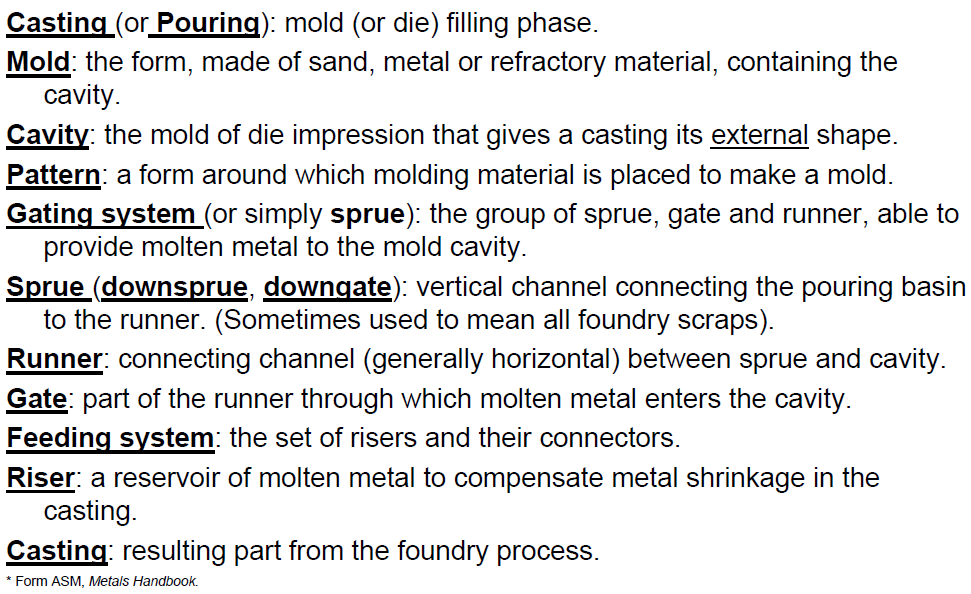 Casting (or Pouring): mold (or die) filling phase.
Mold: the form, made of sand, metal or refractory material, containing the
cavity.
Cavity: the mold of die impression that gives a casting its external shape.
Pattern: a form around which molding material is placed to make a mold.
Gating system (or simply sprue): the group of sprue, gate and runner, able to
provide molten metal to the mold cavity.
Sprue (downsprue, downgate): vertical channel connecting the pouring basin
to the runner. (Sometimes used to mean all foundry scraps).
Runner: connecting channel (generally horizontal) between sprue and cavity.
Gate: part of the runner through which molten metal enters the cavity.
Feeding system: the set of risers and their connectors.
Riser: a reservoir of molten metal to compensate metal shrinkage in the
casting.
Casting: resulting part from the foundry process.
* Form ASM, Metals Handbook.